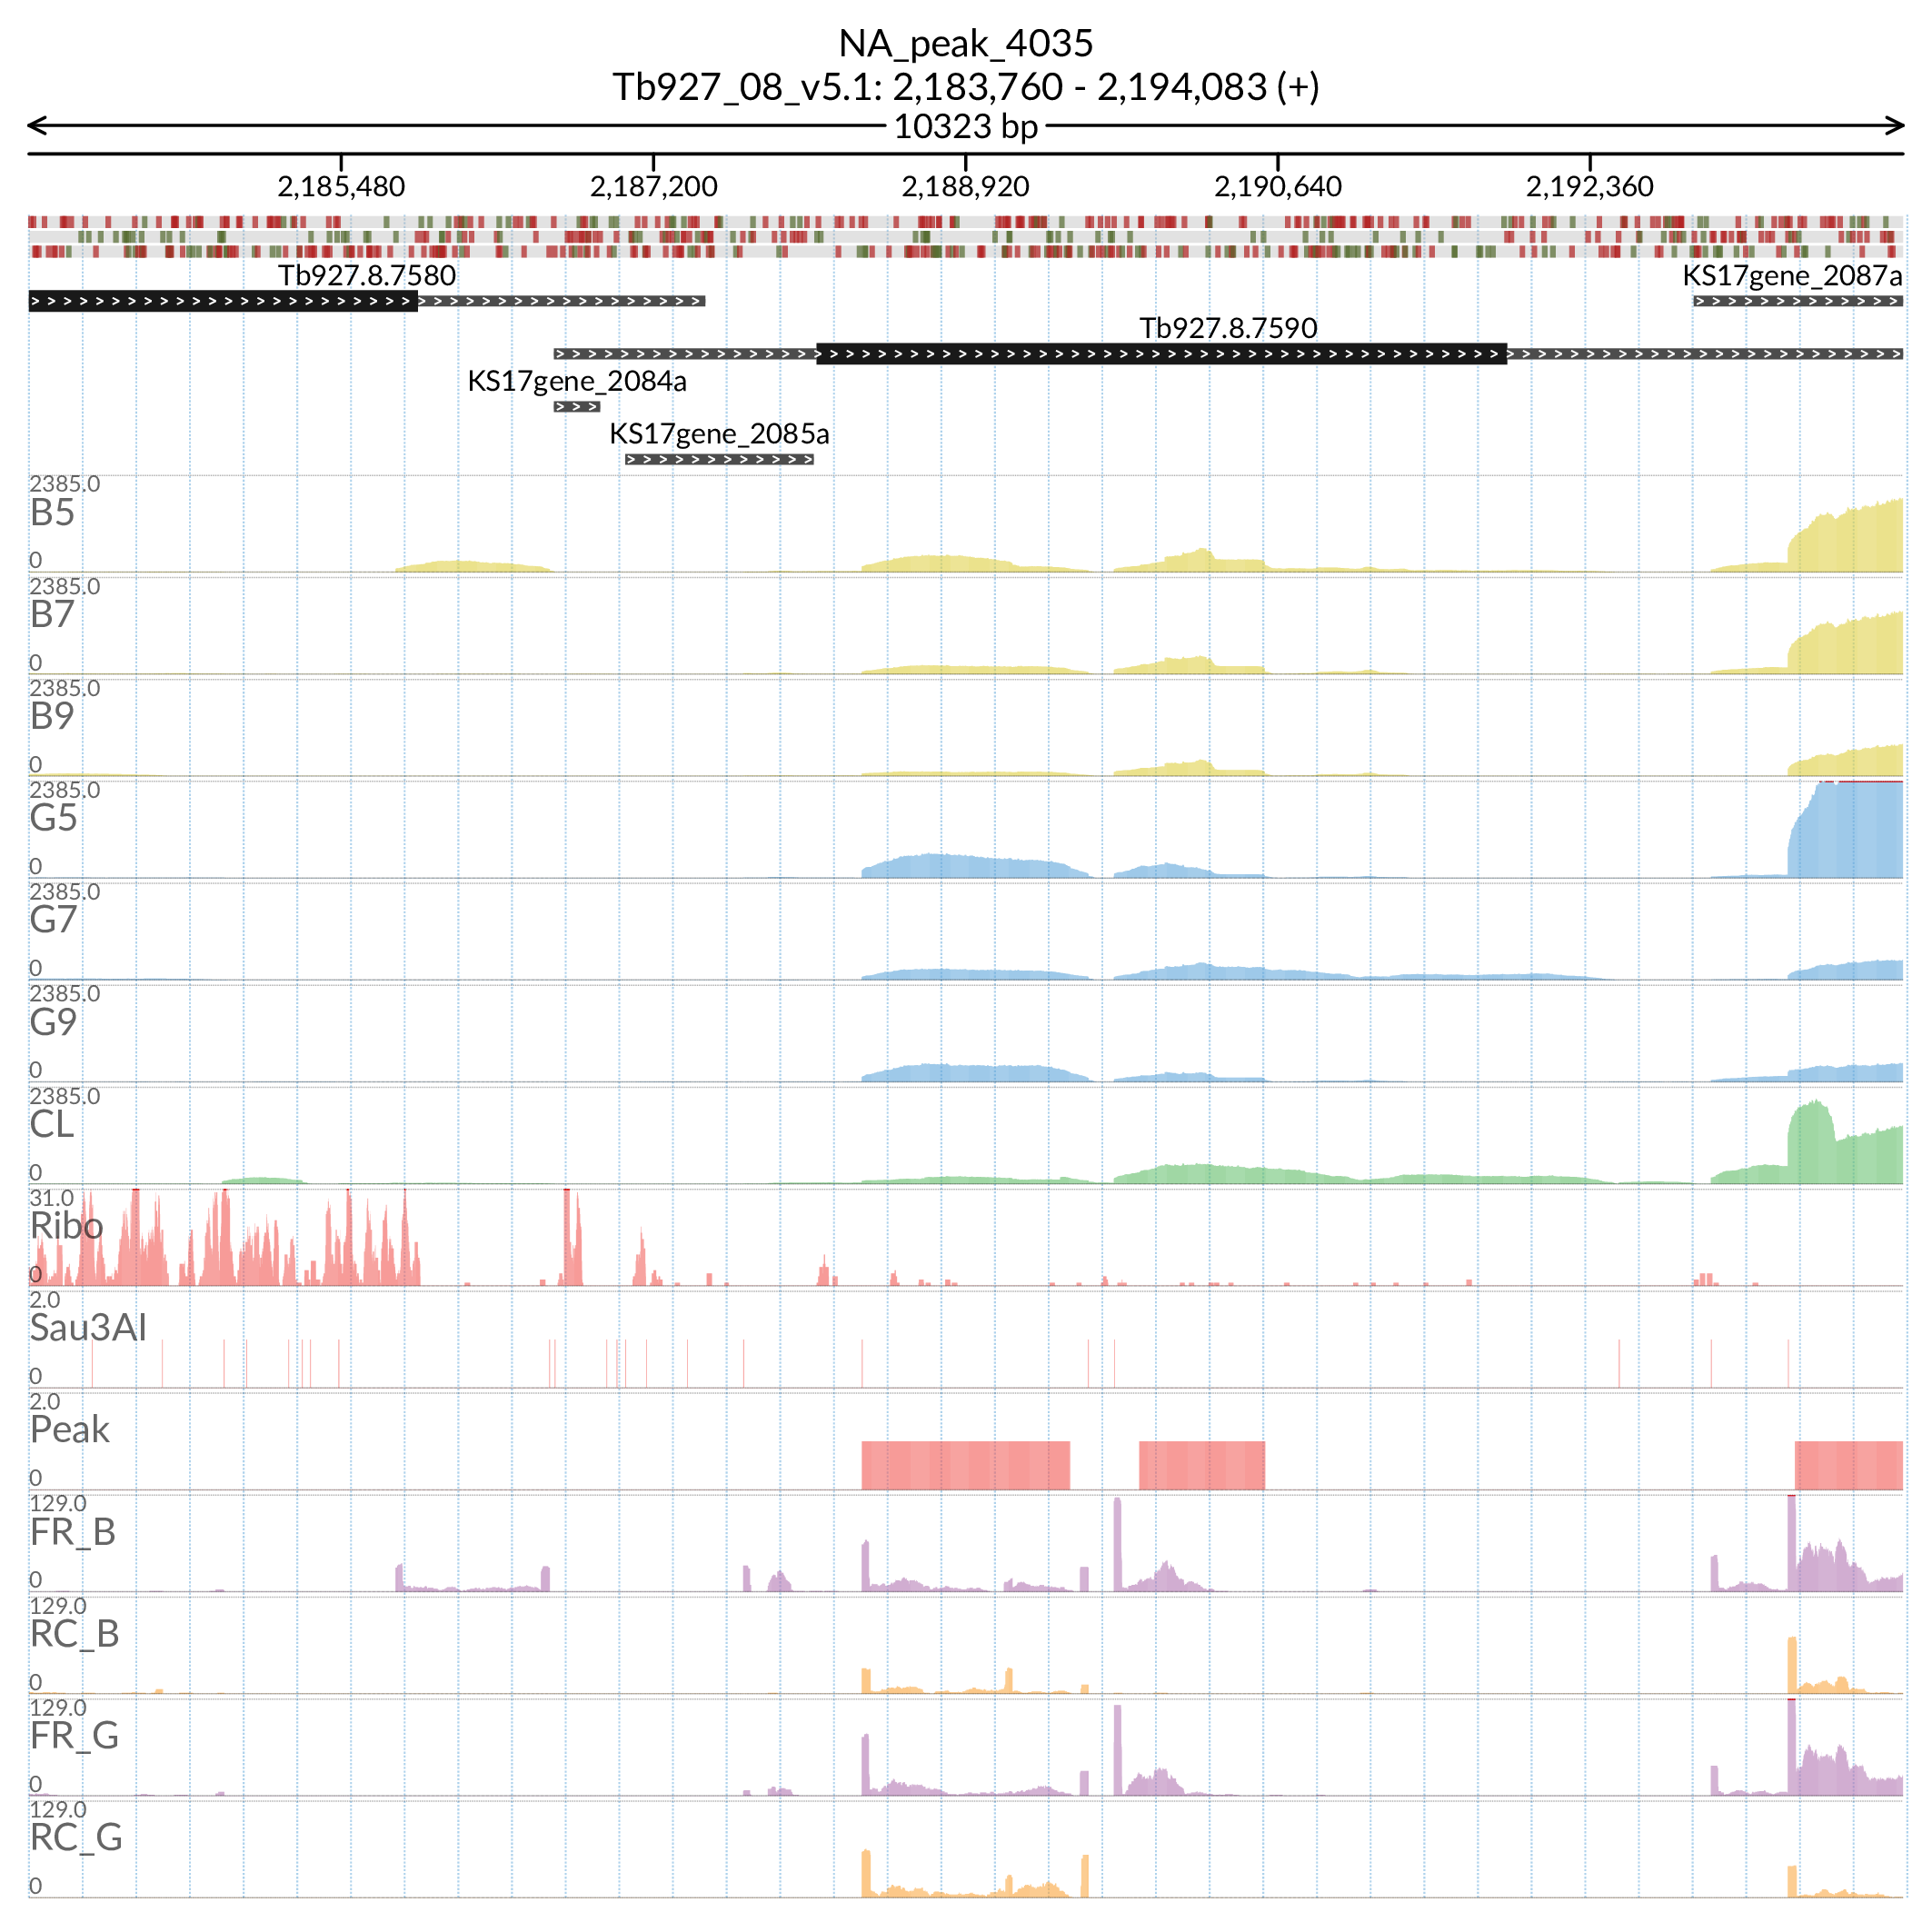 NA_peak_4035
Tb927_08_v5.1: 2,183,760 - 2,194,083 (+)
10323 bp
2,185,480 2,187,200 2,188,920 2,190,640 2,192,360
Tb927.8.7580 KS17gene_2087a
Tb927.8.7590
KS17gene_2084a
KS17gene_2085a
2385.0
B5
0
2385.0
B7
0
2385.0
B9
0
2385.0
G5
0
2385.0
G7
0
2385.0
G9
0
2385.0
CL
0
31.0
Ribo
0
2.0
Sau3AI
0
2.0
Peak
0
129.0
FR_B
0
129.0
RC_B
0
129.0
FR_G
0
129.0
RC_G
0